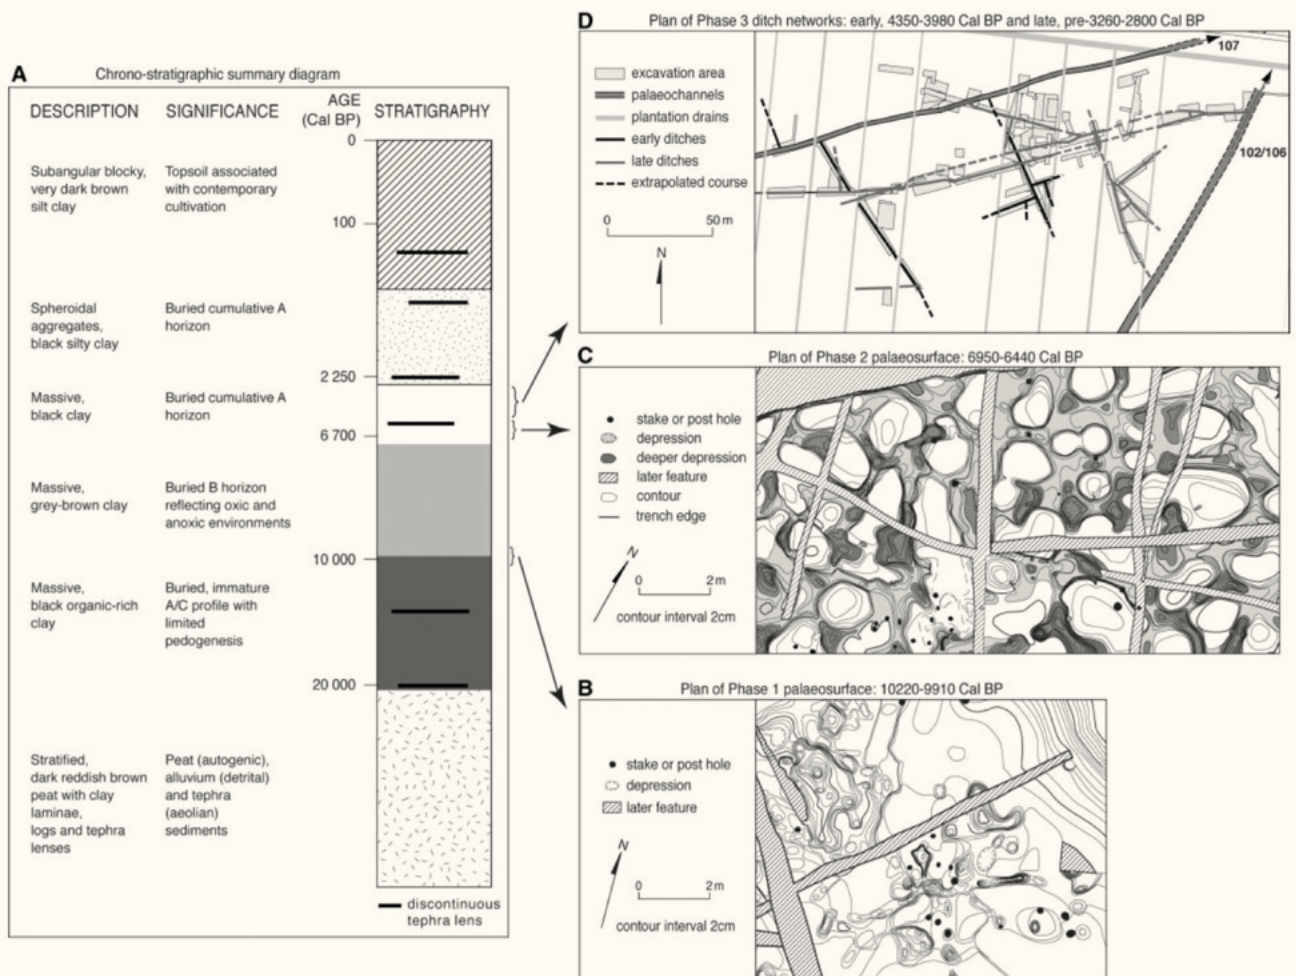 A
Chrono-stratigraphic summary diagram
DESCRIPTION
SIGNIFICANCE
AGE
(Cal BP)
STRATIGRAPHY
0
Subangular blocky,
very dark brown
silt clay
Topsoil associated
with contemporary
cultivation
100
Spheroidal
aggregates,
black silty clay
Buried cumulative A
horizon
2 250
Massive,
black clay
Buried cumulative A
horizon
6 700
Massive,
grey-brown clay
Buried B horizon
reflecting oxic and
anoxic environments
10 000
Massive,
black organic-rich
clay
Buried, immature
A/C profile with
limited
pedogenesis
20 000
Stratified,
dark reddish brown
peat with clay
laminae,
logs and tephra
lenses
Peat (autogenic),
alluvium (detrital)
and tephra
(aeolian)
sediments
discontinuous
tephra lens
D
Plan of Phase 3 ditch networks: early, 4350-3980 Cal BP and late, pre-3260-2800 Cal BP
excavation area
palaeochannels
plantation drains
early ditches
late ditches
extrapolated course
0 50 m
N
107
102/106
C
Plan of Phase 2 palaeosurface: 6950-6440 Cal BP
stake or post hole
depression
deeper depression
later feature
contour
trench edge
N
0 2 m
contour interval 2cm
B
Plan of Phase 1 palaeosurface: 10220-9910 Cal BP
stake or post hole
depression
later feature
N
0 2 m
contour interval 2cm